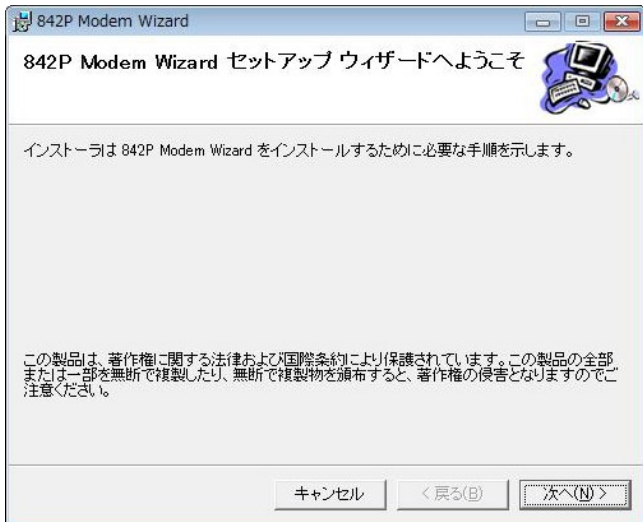 842P Modem Wizard
842P Modem Wizard セットアップ ウィザードへようこそ
インストーラは 842P Modem Wizard をインストールするために必要な手順を示します。
この製品は、著作権に関する法律および国際条約により保護されています。この製品の全部
または一部を無断で複製したり、無断で複製物を頒布すると、著作権の侵害となりますのでご
注意ください。
キャンセル
< 戻る(B)
次へ(N) >